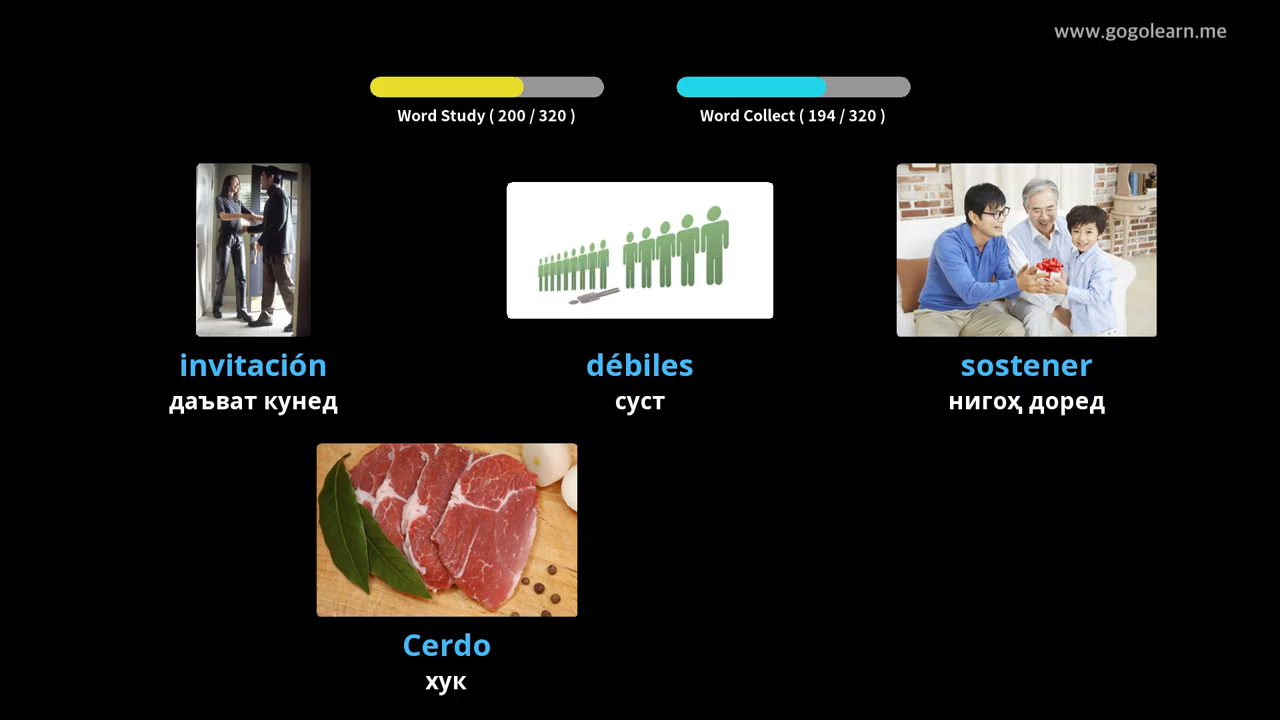 www.gogolearn.me
Word Study ( 200 / 320 )
Word Collect ( 194 / 320 )
invitación
даъват кунед
débiles
суст
sostener
нигоҳ доред
Cerdo
хук